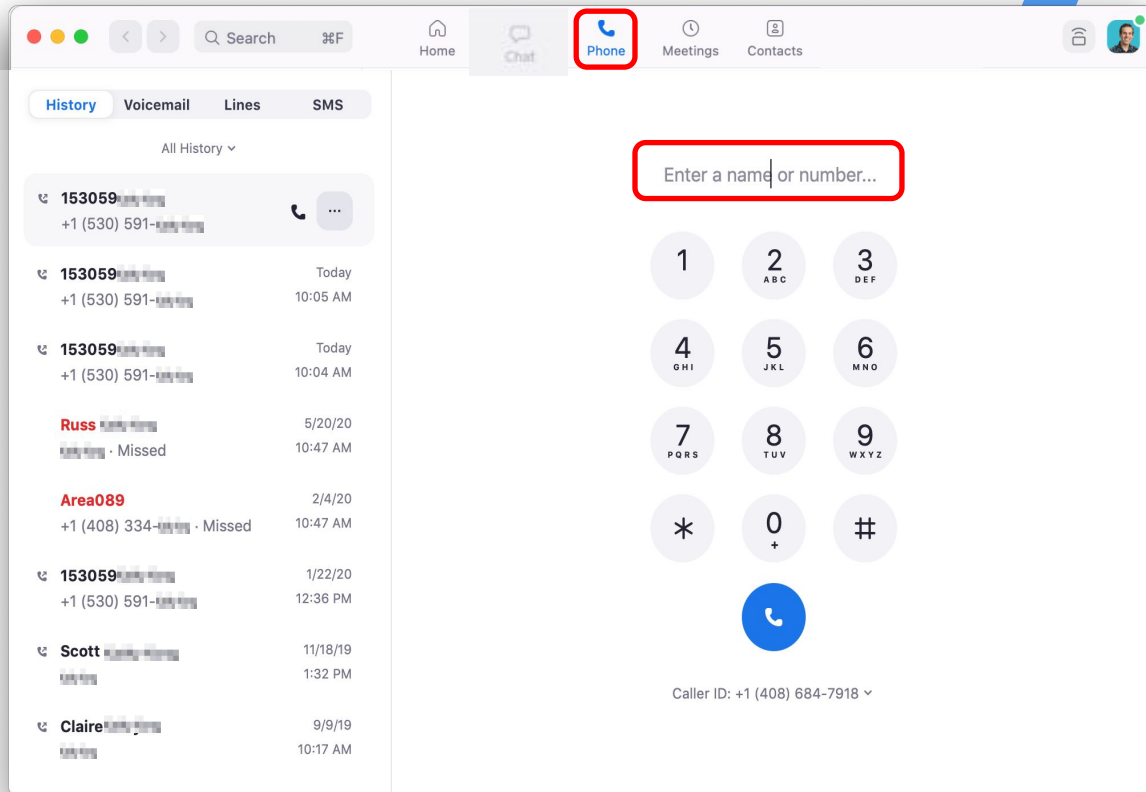 Search ⌘F
Home
Chat
Phone
Meetings
Contacts
History Voicemail Lines SMS
All History
153059
+1 (530) 591-
...
153059 Today
+1 (530) 591- 10:05 AM
153059 Today
+1 (530) 591- 10:04 AM
Russ 5/20/20
· Missed 10:47 AM
Area089 2/4/20
+1 (408) 334- · Missed 10:47 AM
153059 1/22/20
+1 (530) 591- 12:36 PM
Scott 11/18/19
1:32 PM
Claire 9/9/19
10:17 AM
Enter a name or number...
1 2 3
ABC DEF
4 5 6
GHI JKL MNO
7 8 9
PQRS TUV WXYZ
* 0 #
+
Caller ID: +1 (408) 684-7918